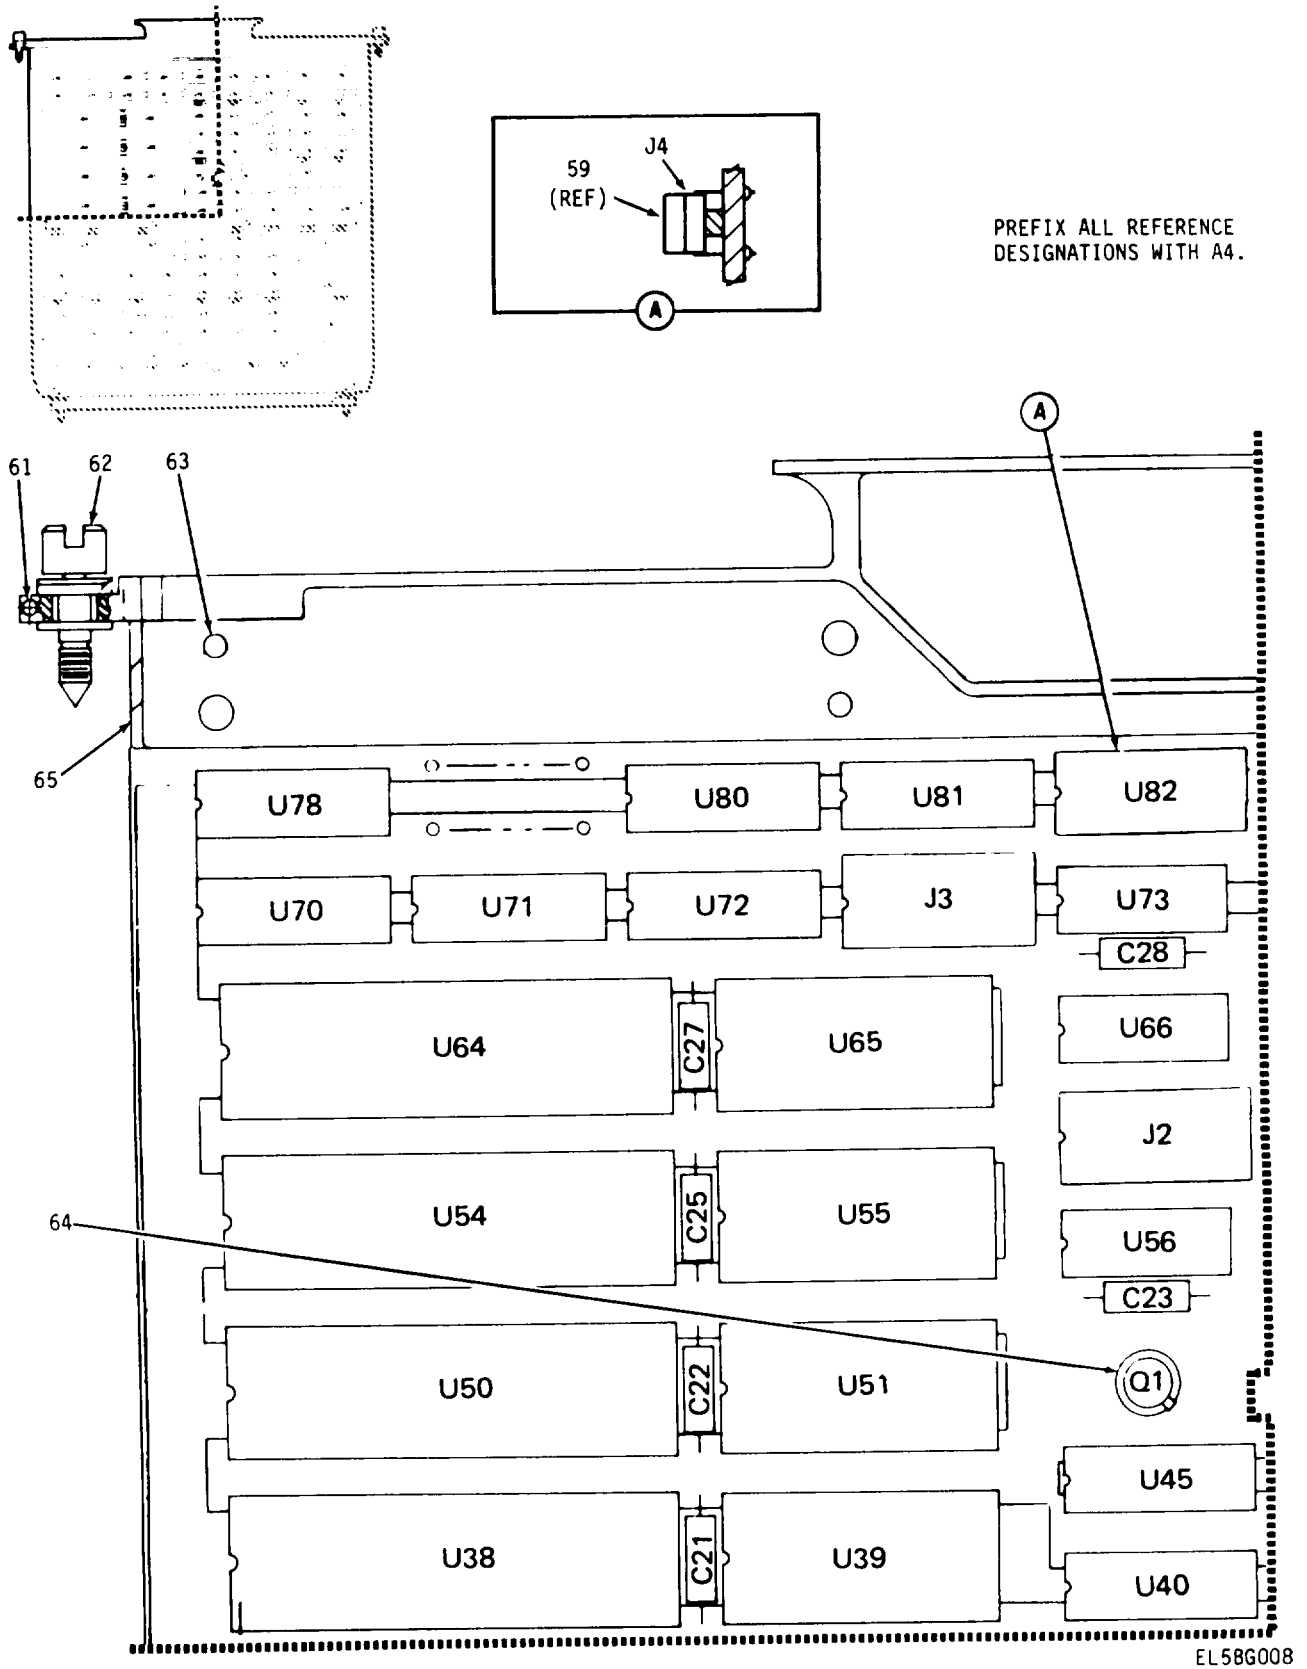 J4
59
(REF)
A
PREFIX ALL REFERENCE
DESIGNATIONS WITH A4.
A
61
62
63
65
U78
U80
U81
U82
U70
U71
U72
J3
U73
C28
U64
C27
U65
U66
J2
64
U54
C25
U55
U56
C23
U50
C22
U51
Q1
U45
U38
C21
U39
U40
EL58G008